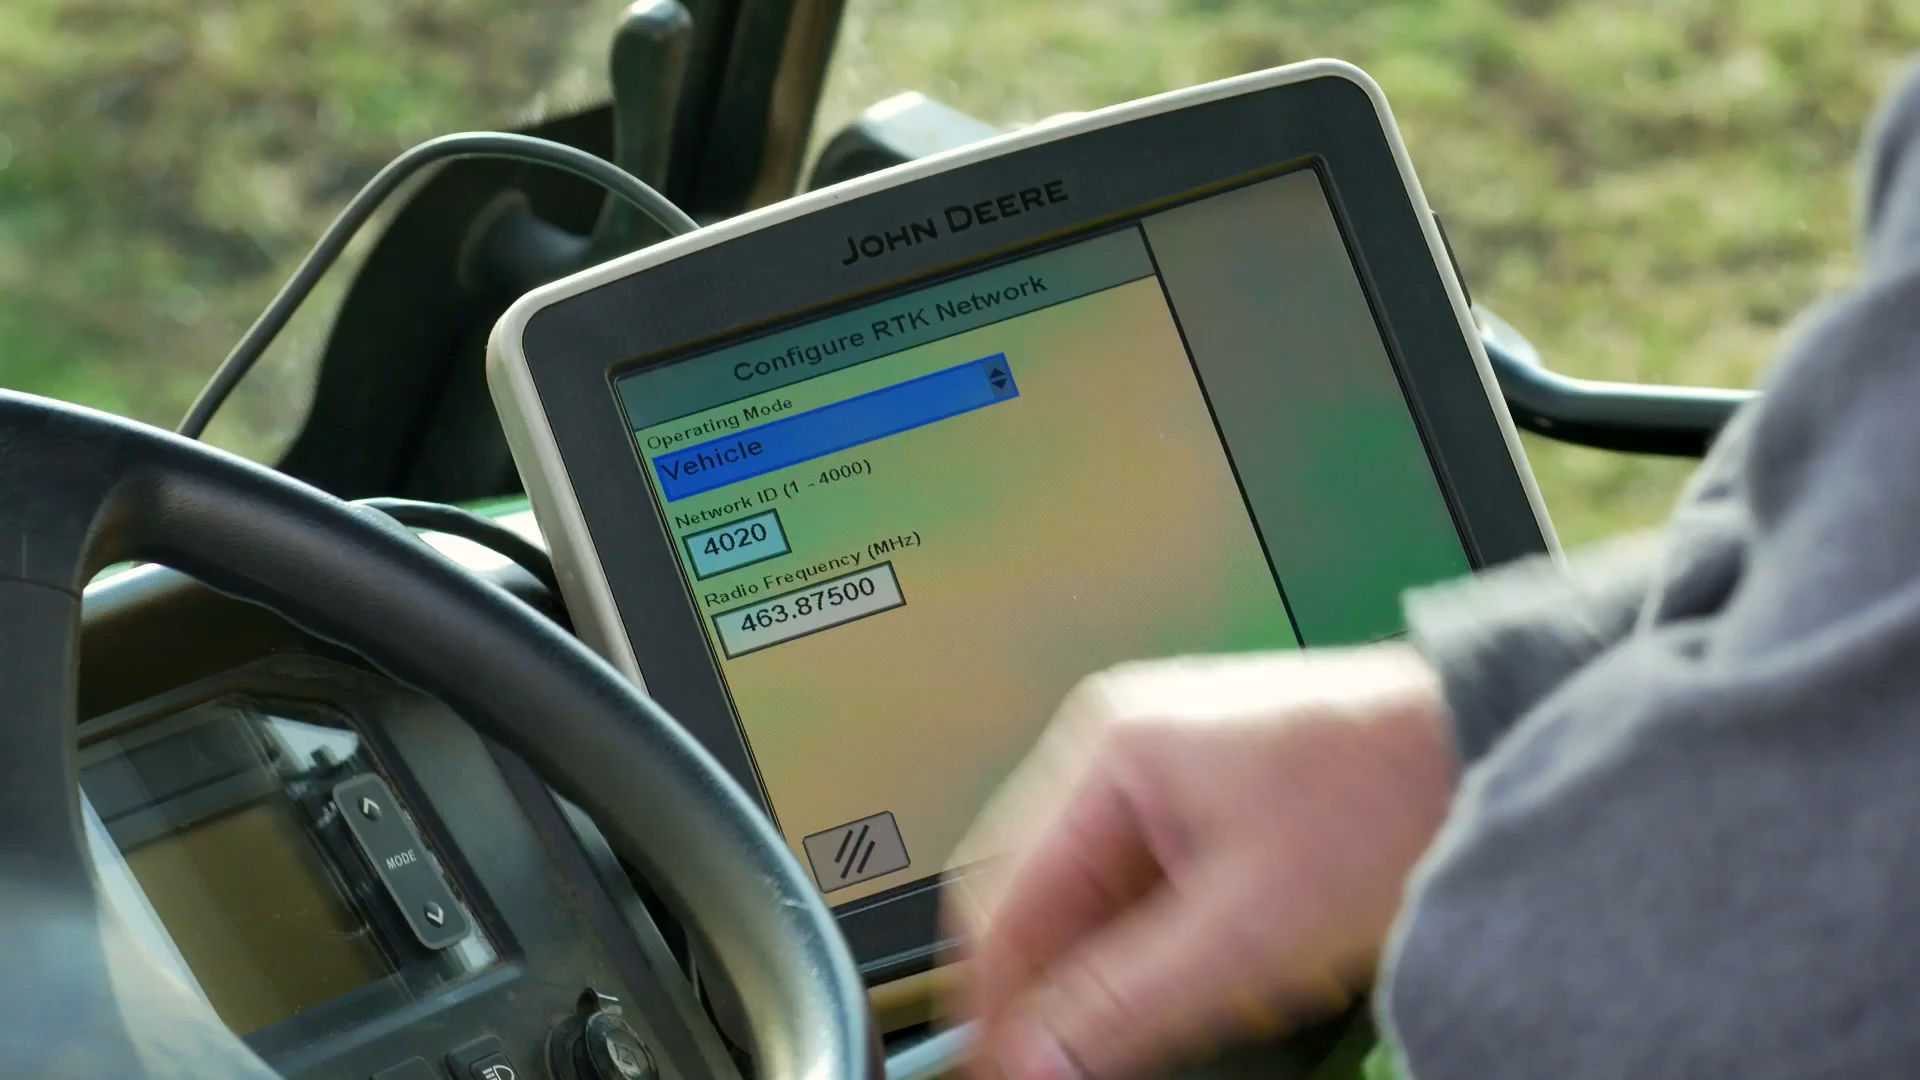 JOHN DEERE
Configure RTK Network
Operating Mode
Vehicle
Network ID (1 - 4000)
4020
Radio Frequency (MHz)
463.87500
MODE